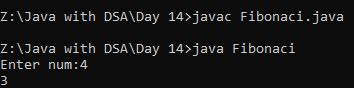 Z:\Java with DSA\Day 14>javac Fibonaci.java
Z:\Java with DSA\Day 14>java Fibonaci
Enter num:4
3